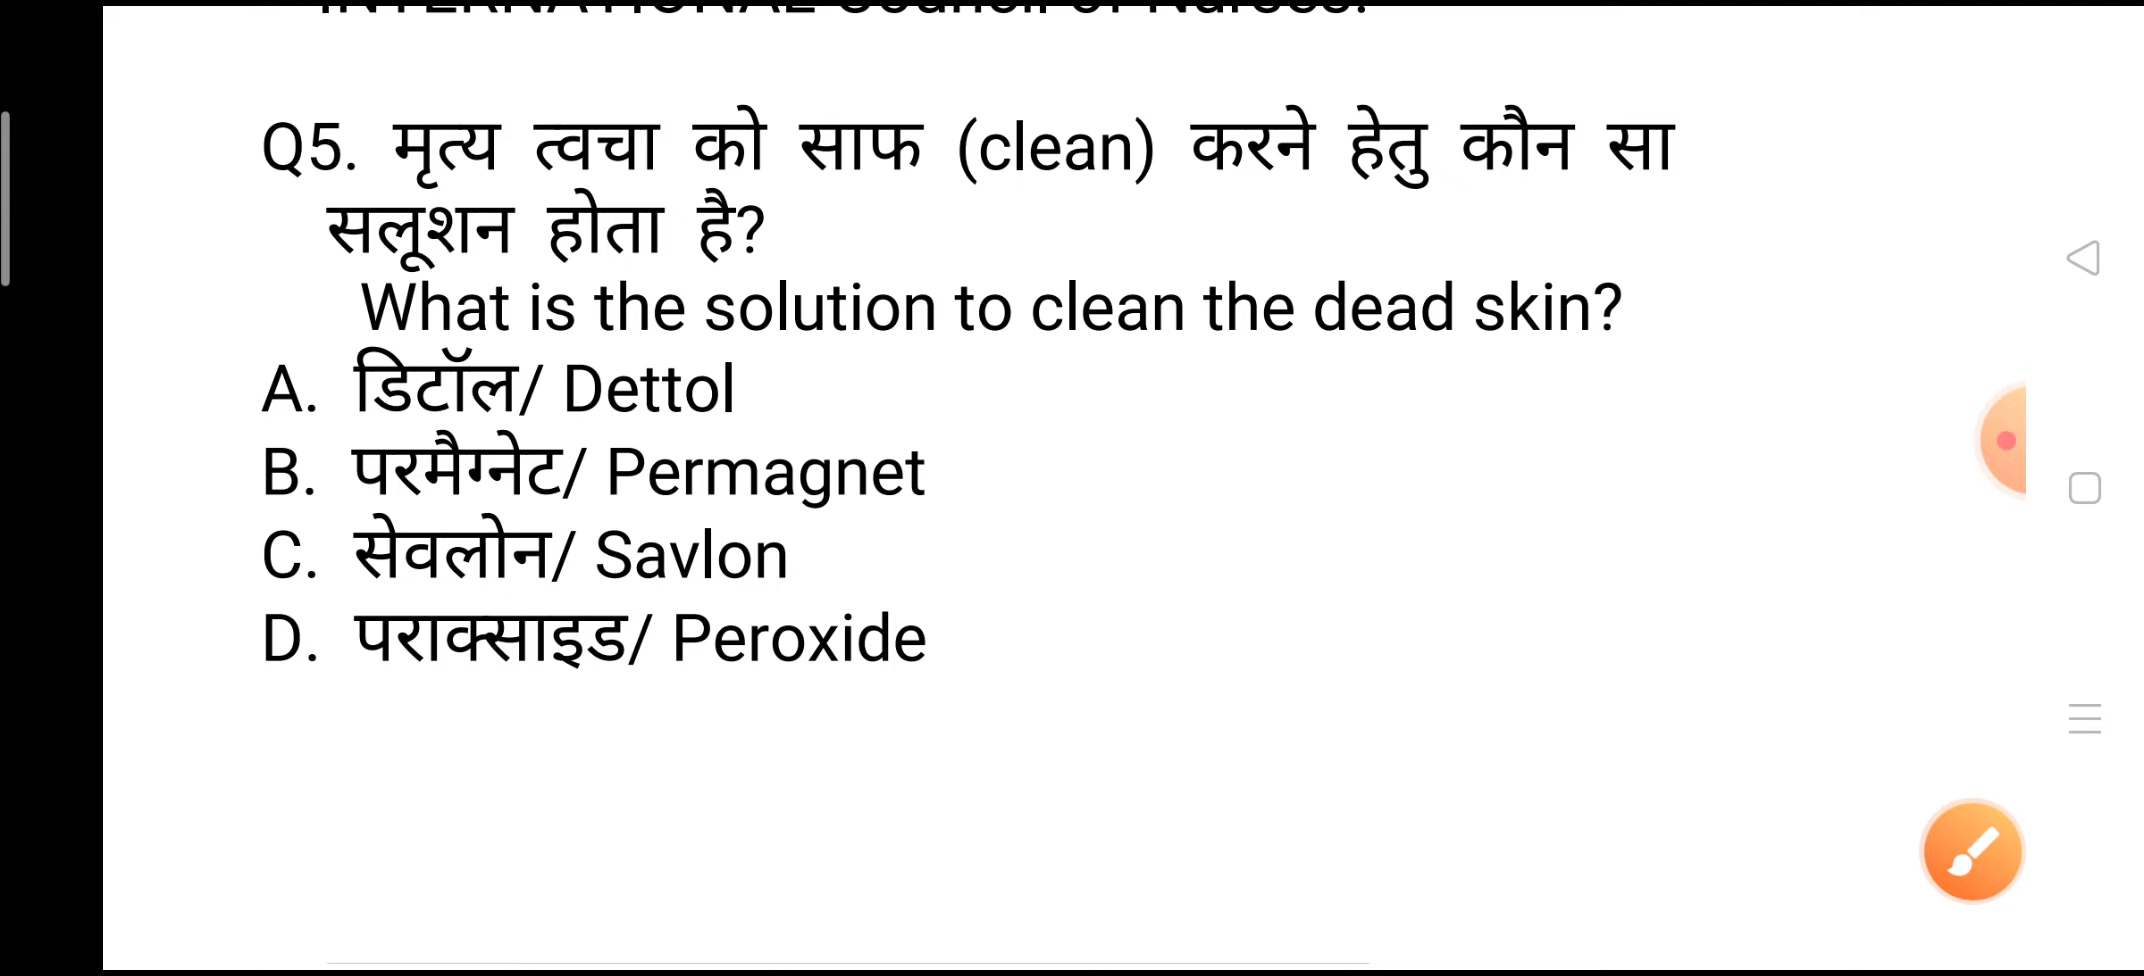 Q5. मृत्य त्वचा को साफ (clean) करने हेतु कौन सा
सलूशन होता है?
What is the solution to clean the dead skin?
A. डिटॉल/ Dettol
B. परमैग्नेट/ Permagnet
C. सेवलोन/ Savlon
D. पराक्साइड/ Peroxide